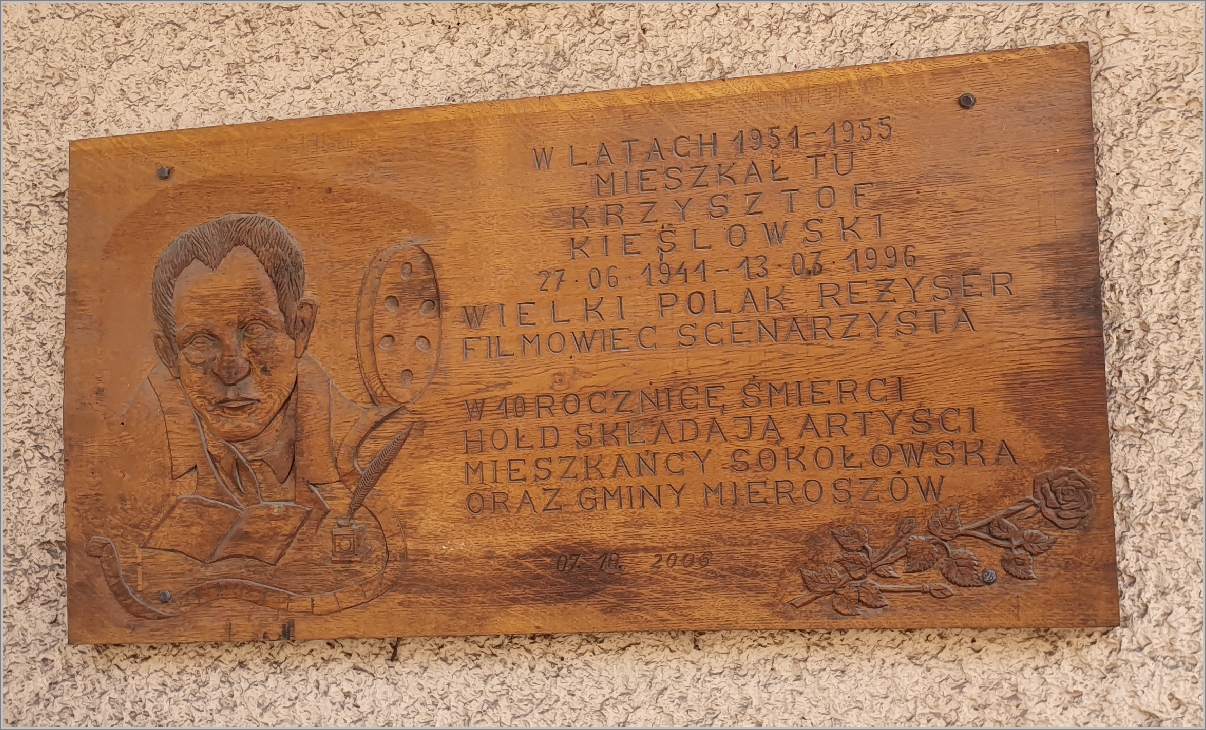 W LATACH 1951-1955
MIESZKAŁ TU
KRZYSZTOF
KIEŚLOWSKI
27·06·1941-13·03·1996
WIELKI POLAK REŻYSER
FILMOWIEC SCENARZYSTA
W 10 ROCZNICĘ ŚMIERCI
HOŁD SKŁADAJĄ ARTYŚCI
MIESZKAŃCY SOKOŁOWSKA
ORAZ GMINY MIEROSZÓW
07. 10. 2006